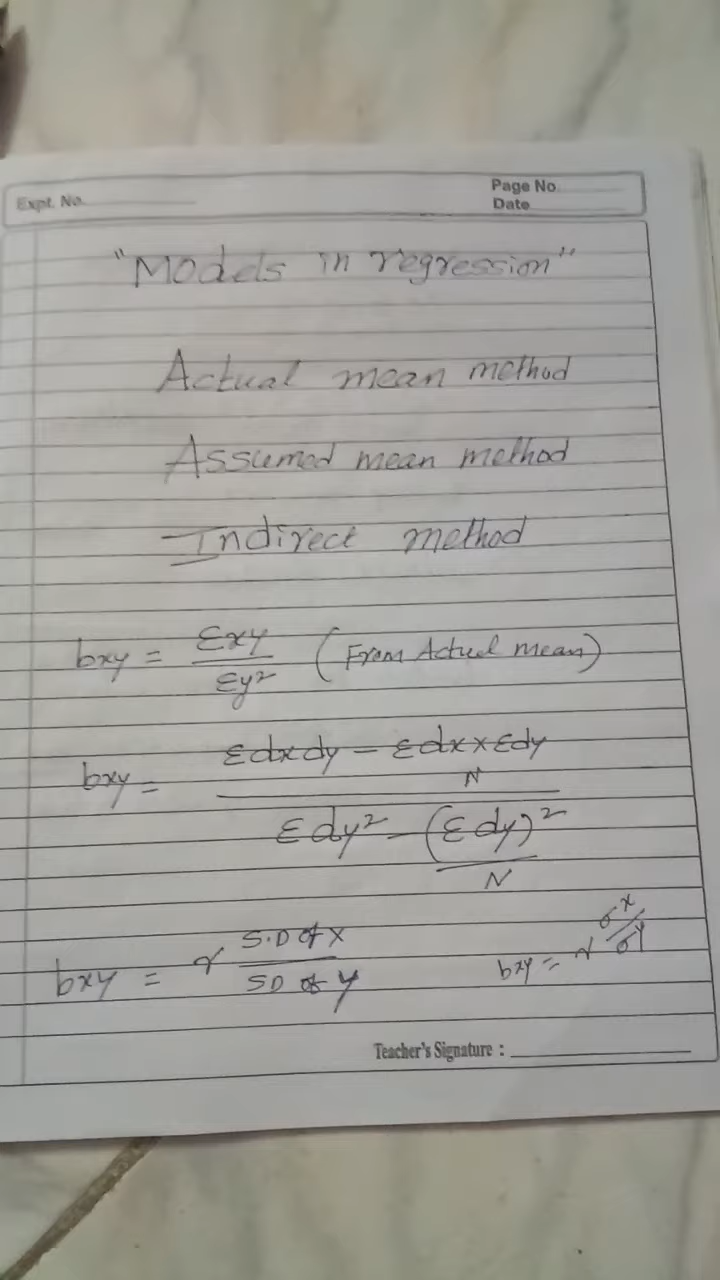 Expt. No.
Page No.
Date
"Models in regression"
Actual mean method
Assumed mean method
Indirect method
bxy = Σxy / Σy² (From Actual mean)
bxy = (Σdxdy - Σdx×Σdy / N) / (Σdy² - (Σdy)² / N)
bxy = r S.D of X / SD of Y
bxy = r σx / σy
Teacher's Signature :